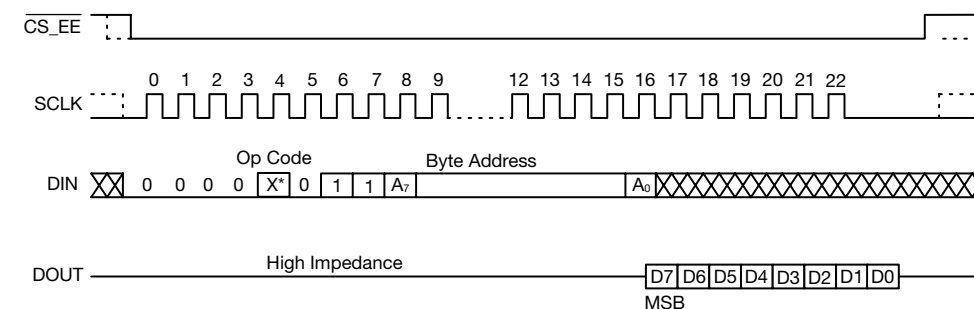 CS_EE
0 1 2 3 4 5 6 7 8 9 12 13 14 15 16 17 18 19 20 21 22
SCLK
Op Code Byte Address
DIN 0 0 0 0 X* 0 1 1 A7 A0
High Impedance
DOUT D7 D6 D5 D4 D3 D2 D1 D0
MSB